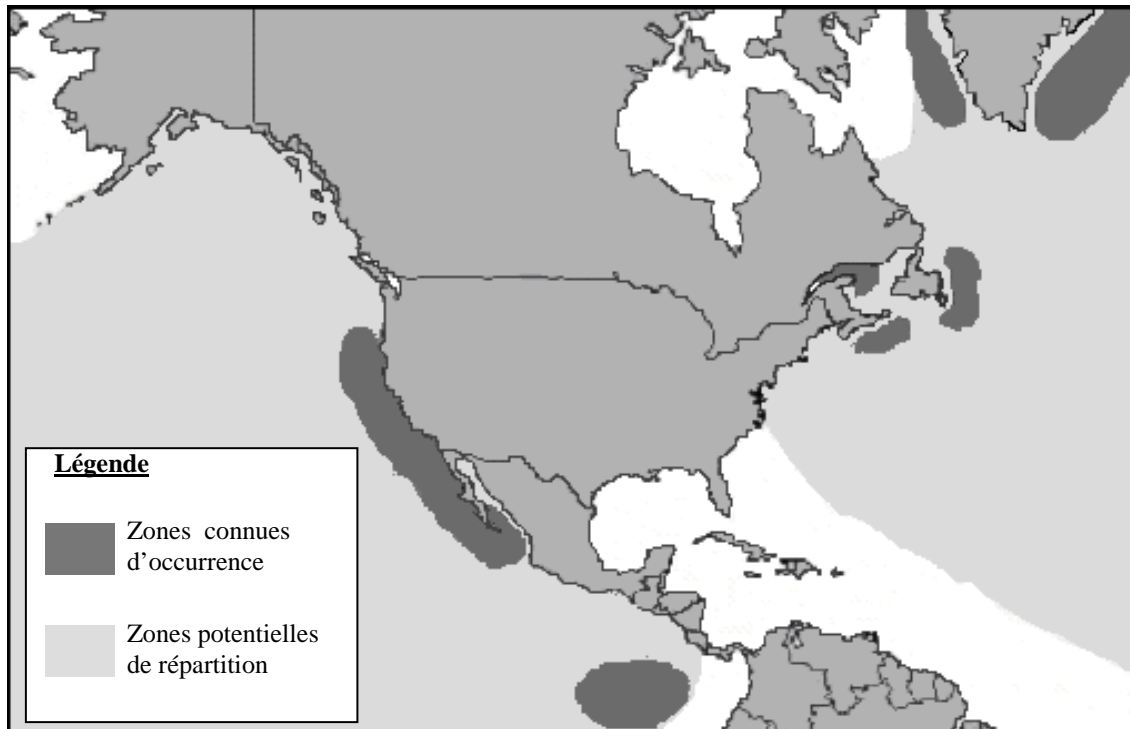 Légende
Zones connues
d’occurrence
Zones potentielles
de répartition